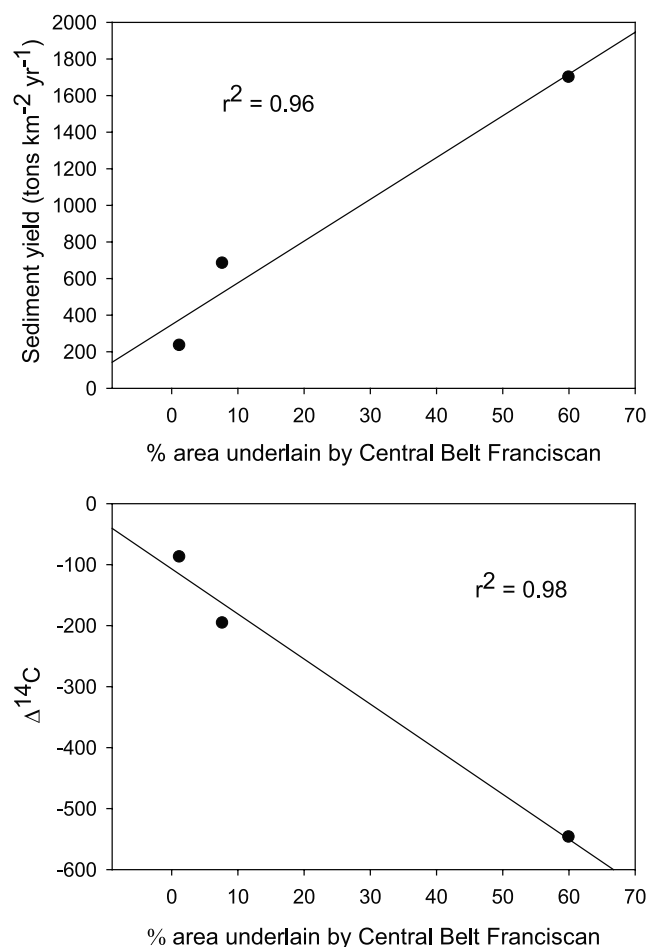 2000
1800
1600
1400
1200
1000
800
600
400
200
0
Sediment yield (tons km⁻² yr⁻¹)
r² = 0.96
0 10 20 30 40 50 60 70
% area underlain by Central Belt Franciscan
0
-100
-200
-300
-400
-500
-600
Δ¹⁴C
r² = 0.98
0 10 20 30 40 50 60 70
% area underlain by Central Belt Franciscan